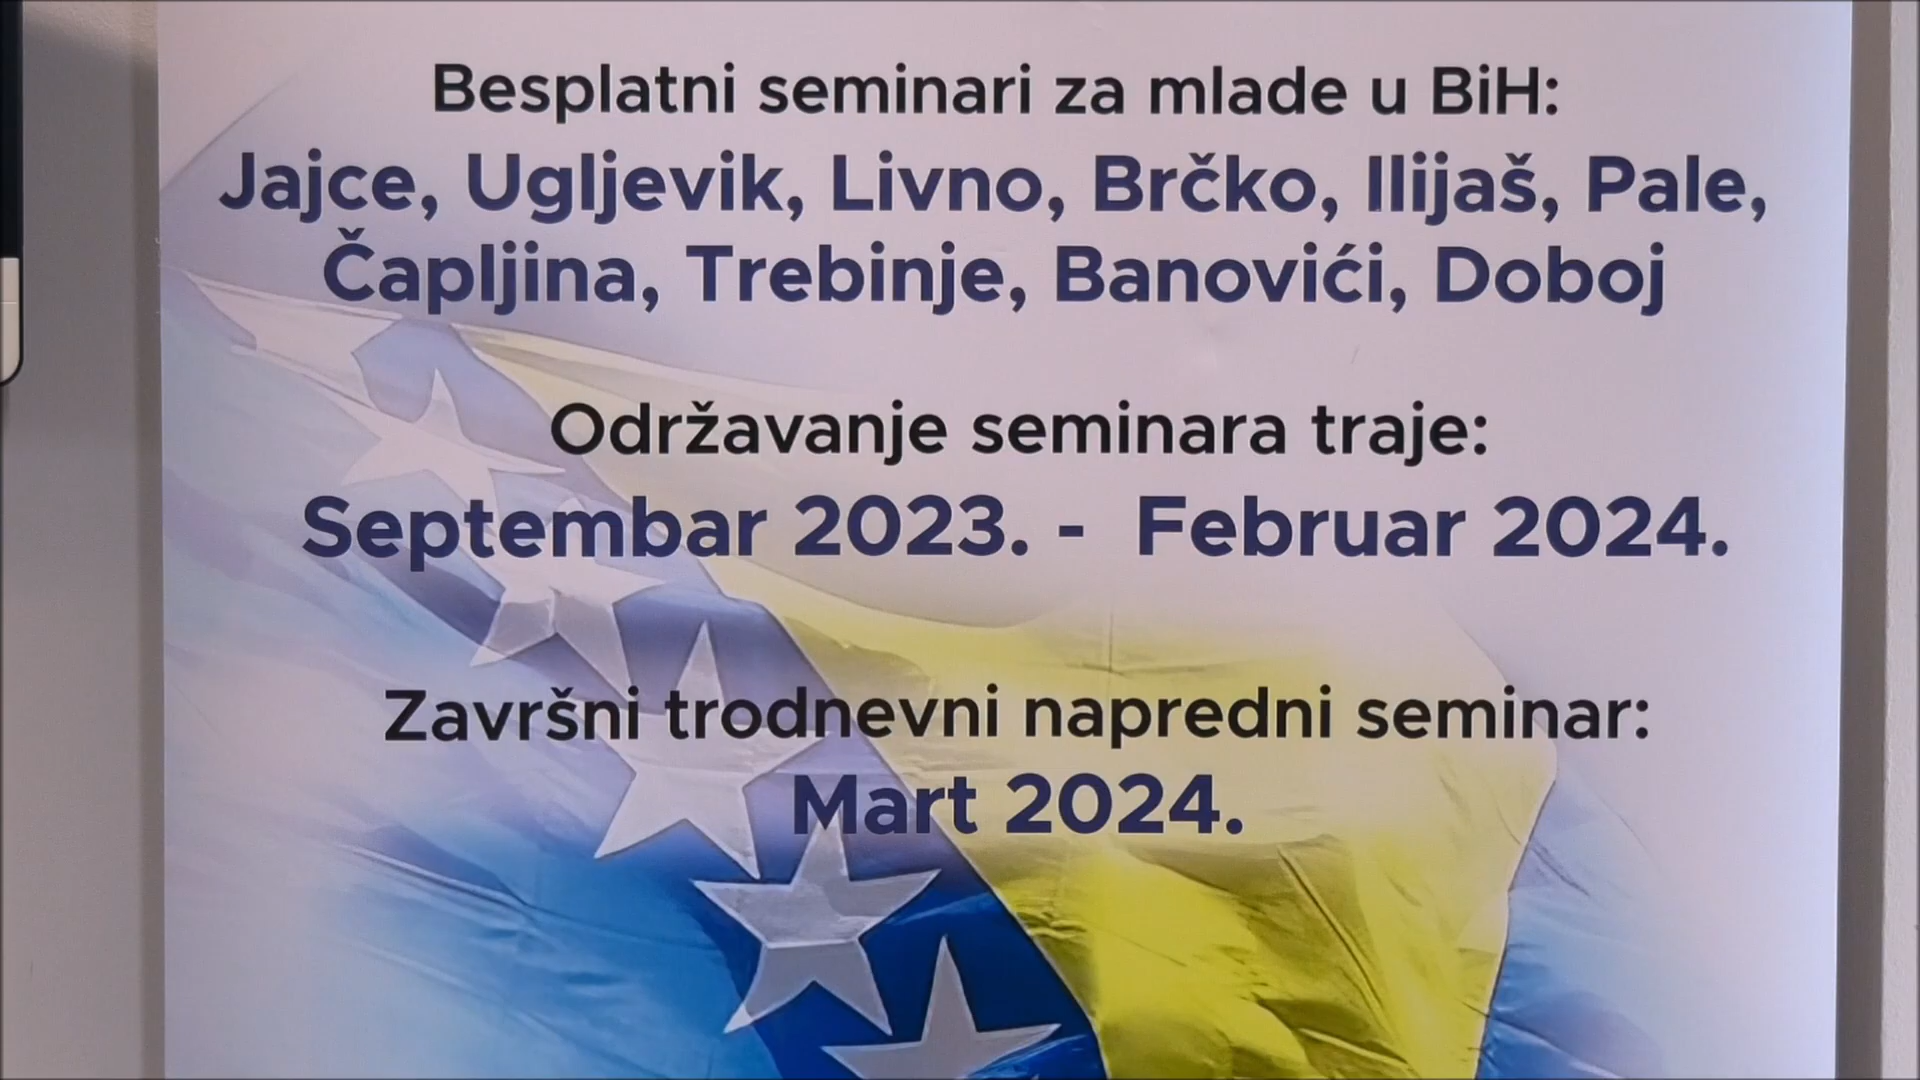 Besplatni seminari za mlade u BiH:
Jajce, Ugljevik, Livno, Brčko, Ilijaš, Pale,
Čapljina, Trebinje, Banovići, Doboj
Održavanje seminara traje:
Septembar 2023. - Februar 2024.
Završni trodnevni napredni seminar:
Mart 2024.